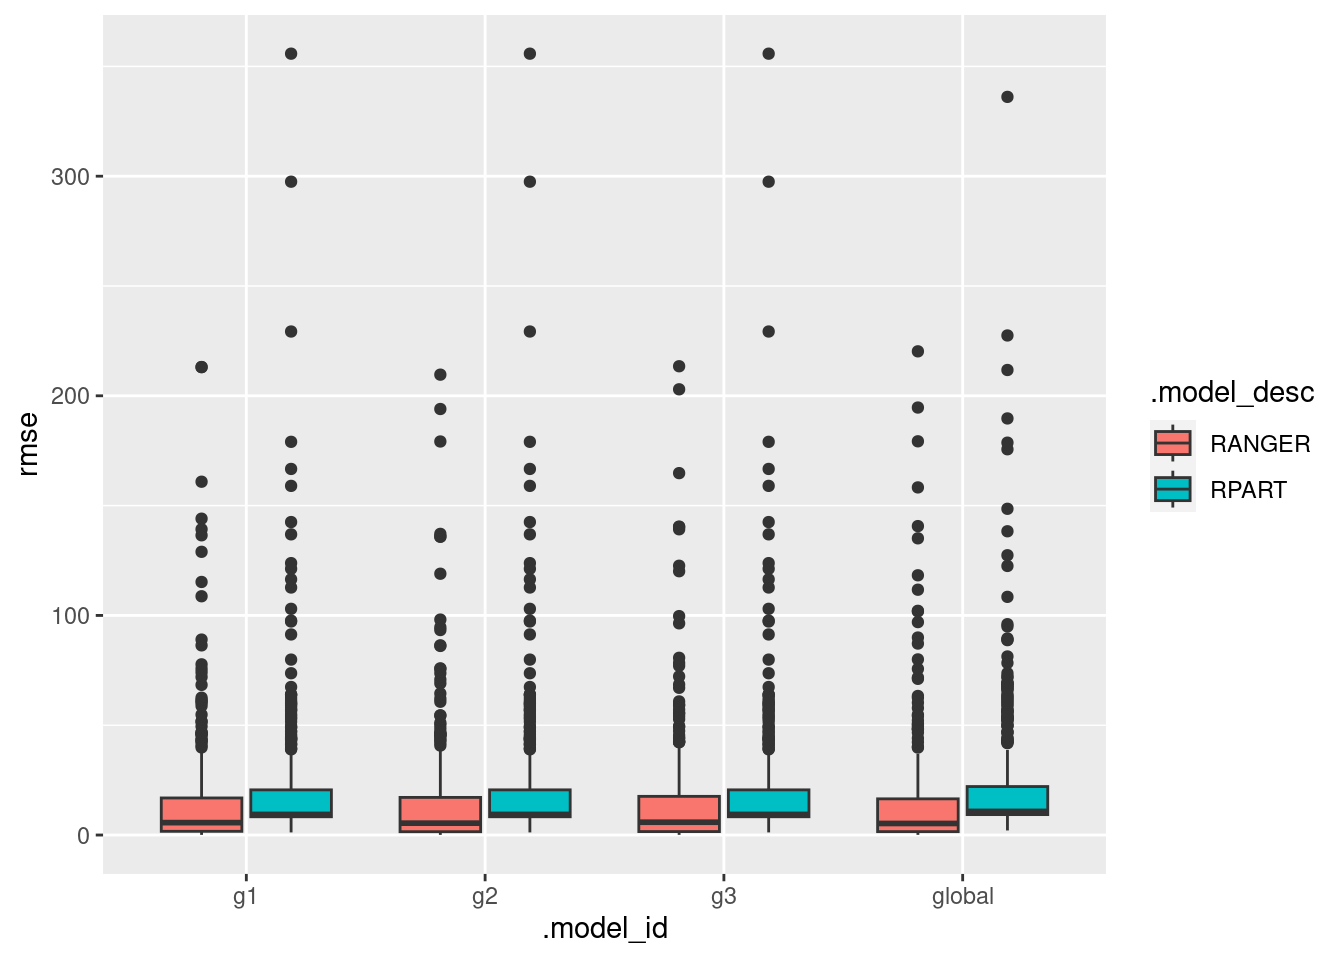 300
200
100
0
rmse
g1
g2
g3
global
.model_id
.model_desc
RANGER
RPART